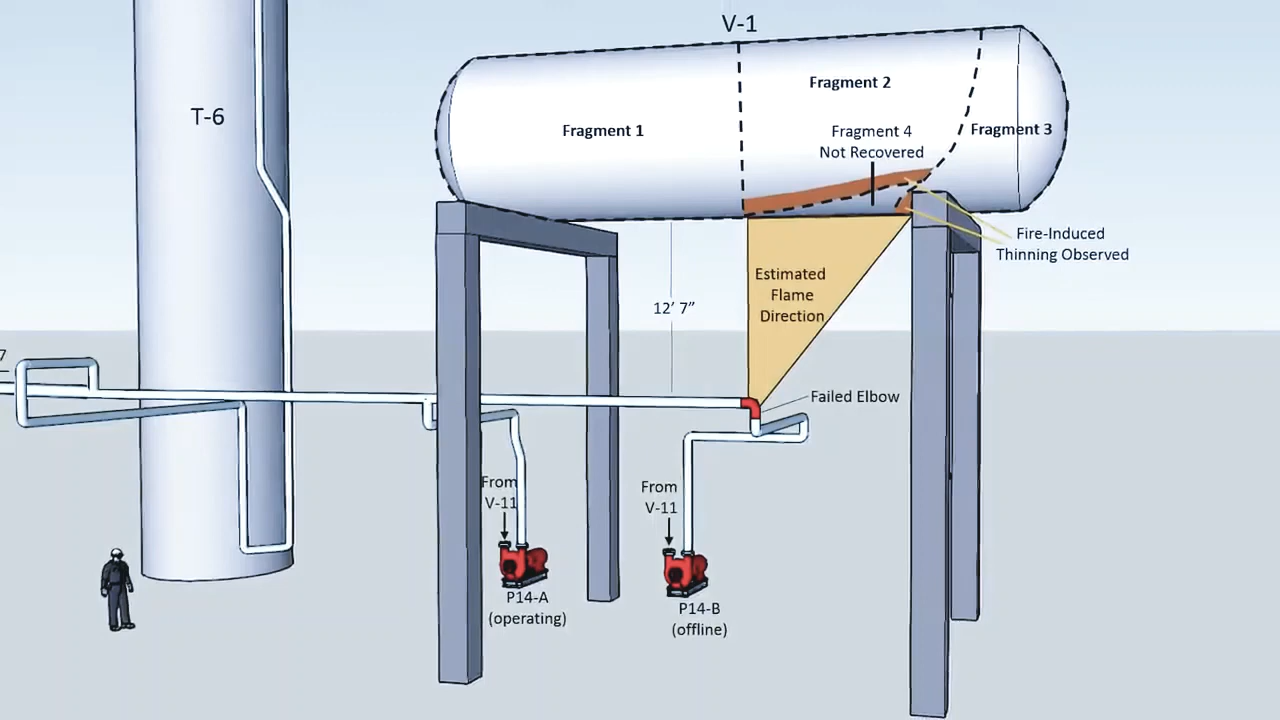 V-1
T-6
Fragment 2
Fragment 1
Fragment 4
Not Recovered
Fragment 3
Fire-Induced
Thinning Observed
Estimated
Flame
Direction
12’ 7”
7
Failed Elbow
From
V-11
From
V-11
P14-A
(operating)
P14-B
(offline)